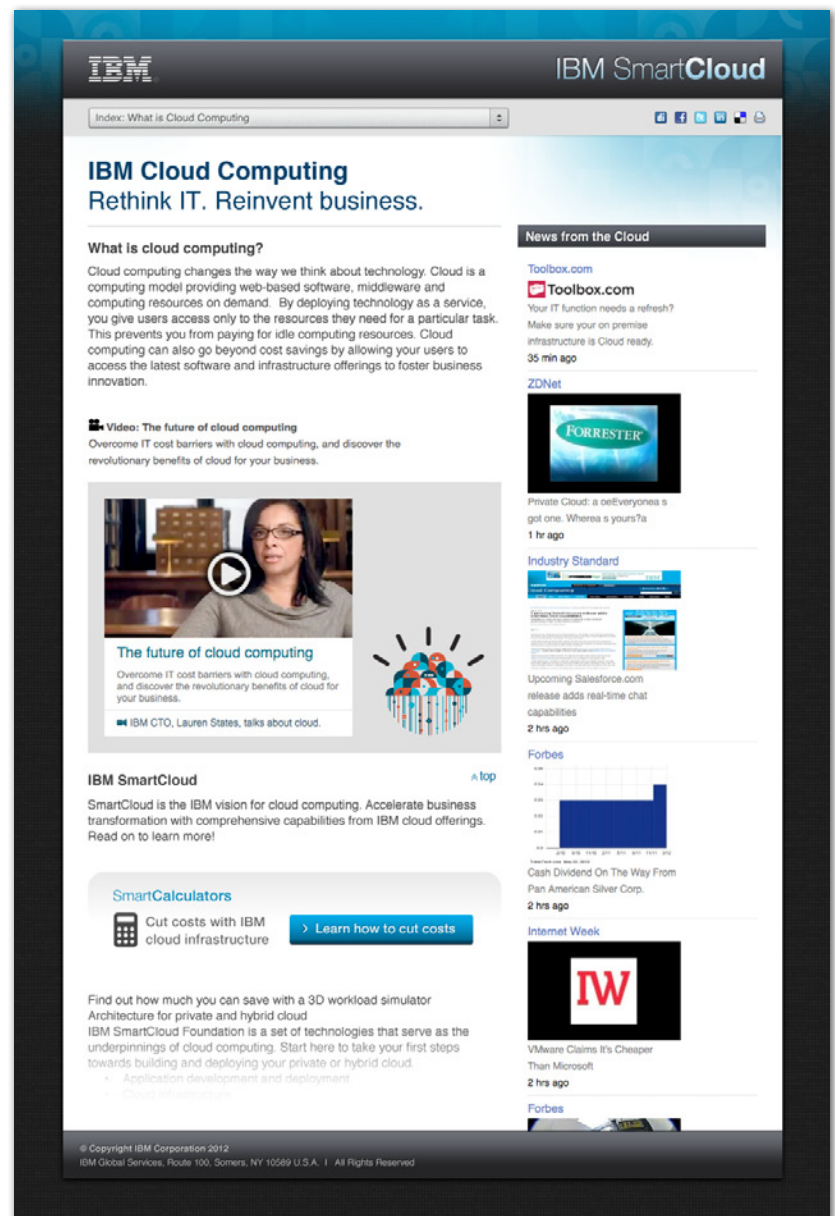 IBM
IBM SmartCloud
Index: What is Cloud Computing
IBM Cloud Computing
Rethink IT. Reinvent business.
What is cloud computing?
Cloud computing changes the way we think about technology. Cloud is a
computing model providing web-based software, middleware and
computing resources on demand. By deploying technology as a service,
you give users access only to the resources they need for a particular task.
This prevents you from paying for idle computing resources. Cloud
computing can also go beyond cost savings by allowing your users to
access the latest software and infrastructure offerings to foster business
innovation.
Video: The future of cloud computing
Overcome IT cost barriers with cloud computing, and discover the
revolutionary benefits of cloud for your business.
The future of cloud computing
Overcome IT cost barriers with cloud computing,
and discover the revolutionary benefits of cloud for
your business.
IBM CTO, Lauren States, talks about cloud.
IBM SmartCloud
top
SmartCloud is the IBM vision for cloud computing. Accelerate business
transformation with comprehensive capabilities from IBM cloud offerings.
Read on to learn more!
SmartCalculators
Cut costs with IBM
cloud infrastructure
> Learn how to cut costs
Find out how much you can save with a 3D workload simulator
Architecture for private and hybrid cloud
IBM SmartCloud Foundation is a set of technologies that serve as the
underpinnings of cloud computing. Start here to take your first steps
towards building and deploying your private or hybrid cloud.
• Application development and deployment
• Cloud infrastructure
News from the Cloud
Toolbox.com
Toolbox.com
Your IT function needs a refresh?
Make sure your on premise
infrastructure is Cloud ready.
35 min ago
ZDNet
FORRESTER
Private Cloud: a oeEveryonea s
got one. Wherea s yours?a
1 hr ago
Industry Standard
Cloud Computing
Upcoming Salesforce.com
release adds real-time chat
capabilities
2 hrs ago
Forbes
Cash Dividend On The Way From
Pan American Silver Corp.
2 hrs ago
Internet Week
IW
VMware Claims It's Cheaper
Than Microsoft
2 hrs ago
Forbes
© Copyright IBM Corporation 2012
IBM Global Services, Route 100, Somers, NY 10589 U.S.A. I All Rights Reserved